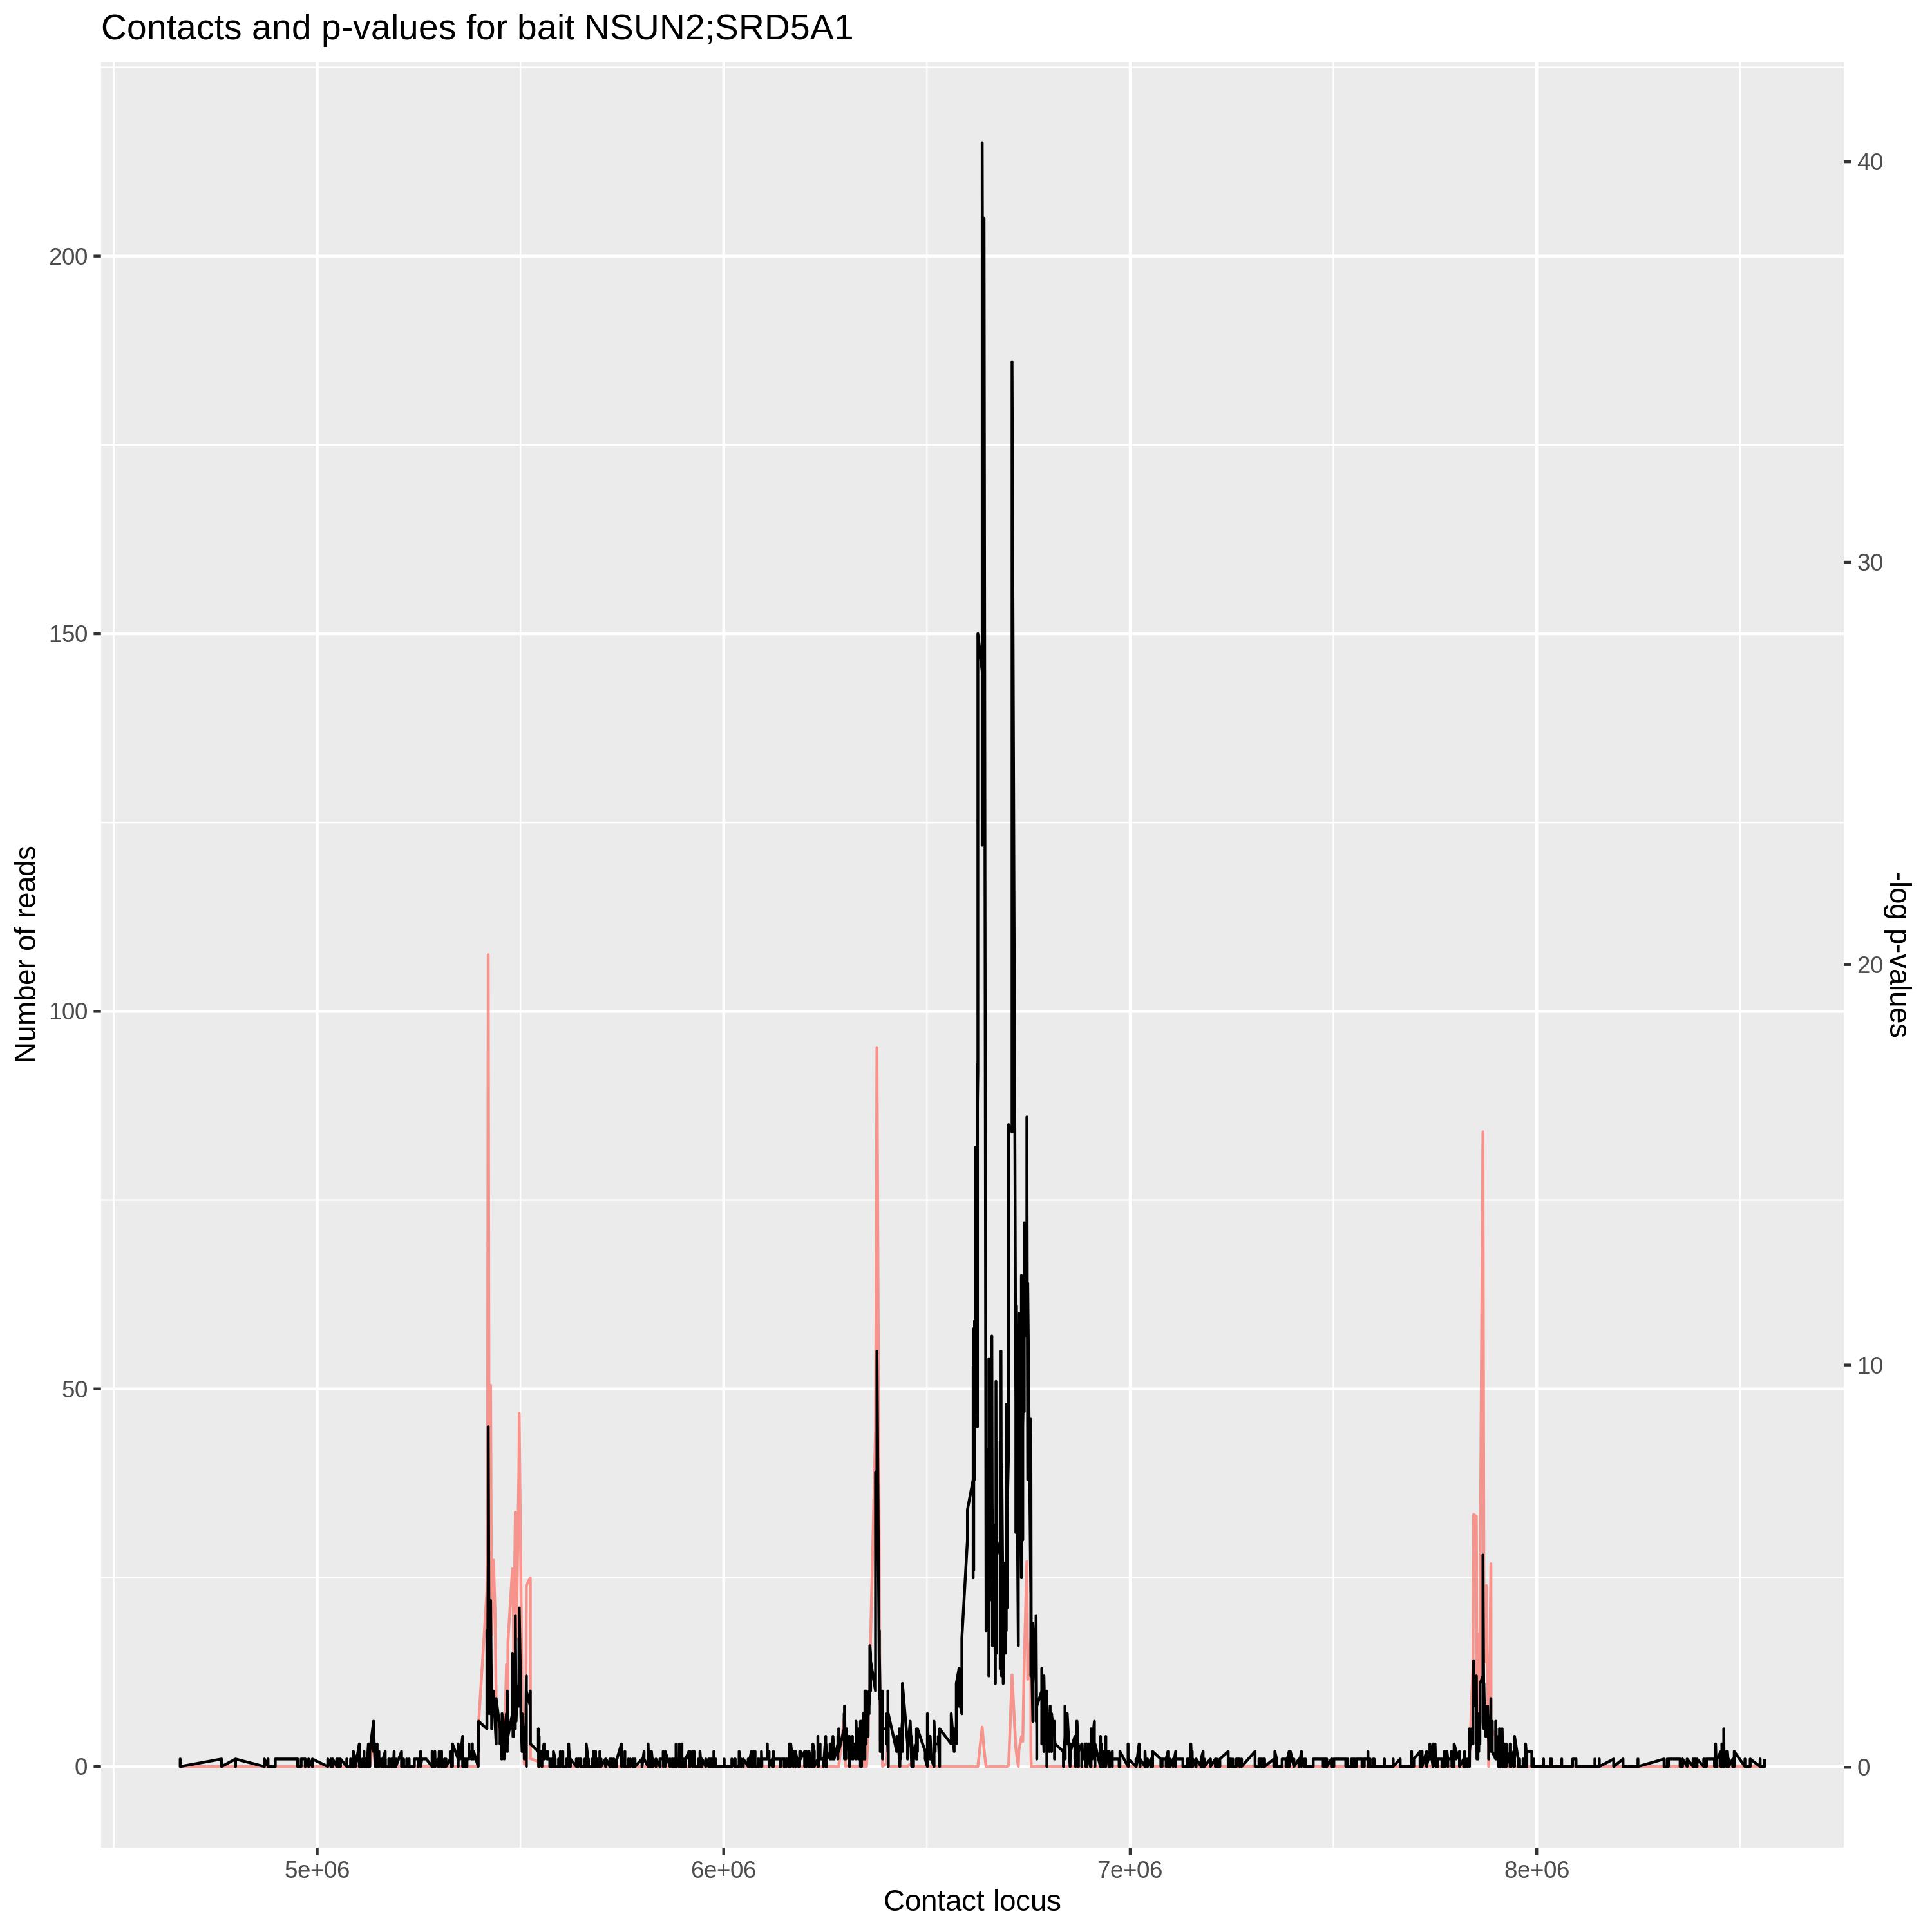 Contacts and p-values for bait NSUN2;SRD5A1
200
150
100
50
0
Number of reads
40
30
20
10
0
-log p-values
5e+06
6e+06
7e+06
8e+06
Contact locus